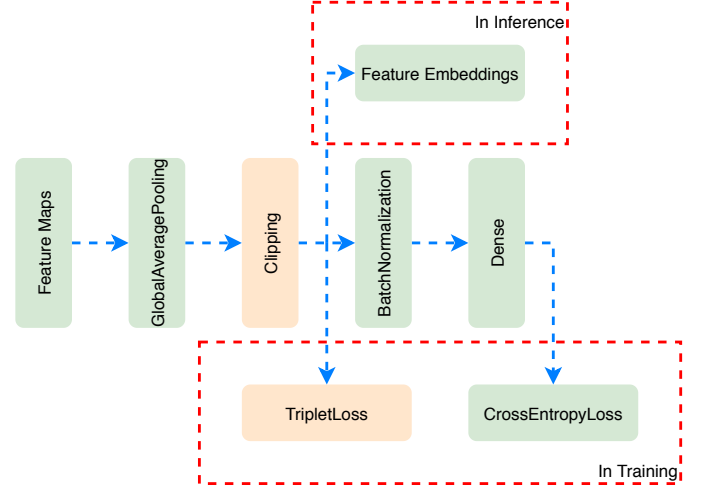 In Inference
Feature Embeddings
Feature Maps
GlobalAveragePooling
Clipping
BatchNormalization
Dense
TripletLoss
CrossEntropyLoss
In Training